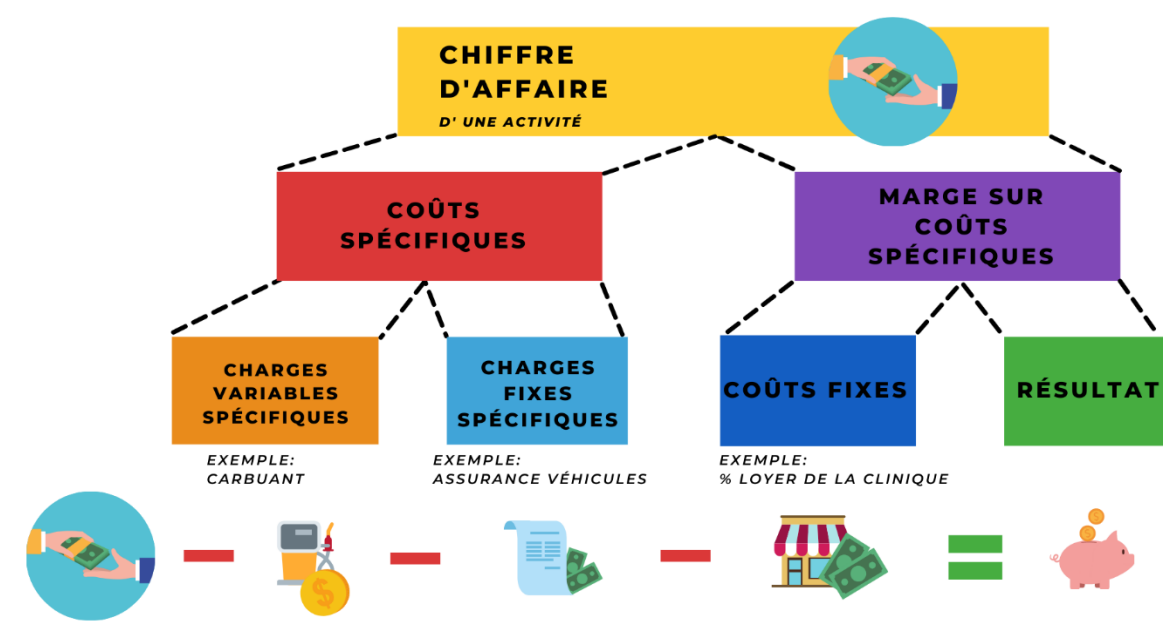 CHIFFRE
D'AFFAIRE
D' UNE ACTIVITÉ
COÛTS
SPÉCIFIQUES
MARGE SUR
COÛTS
SPÉCIFIQUES
CHARGES
VARIABLES
SPÉCIFIQUES
CHARGES
FIXES
SPÉCIFIQUES
COÛTS FIXES
RÉSULTAT
EXEMPLE:
CARBUANT
EXEMPLE:
ASSURANCE VÉHICULES
EXEMPLE:
% LOYER DE LA CLINIQUE